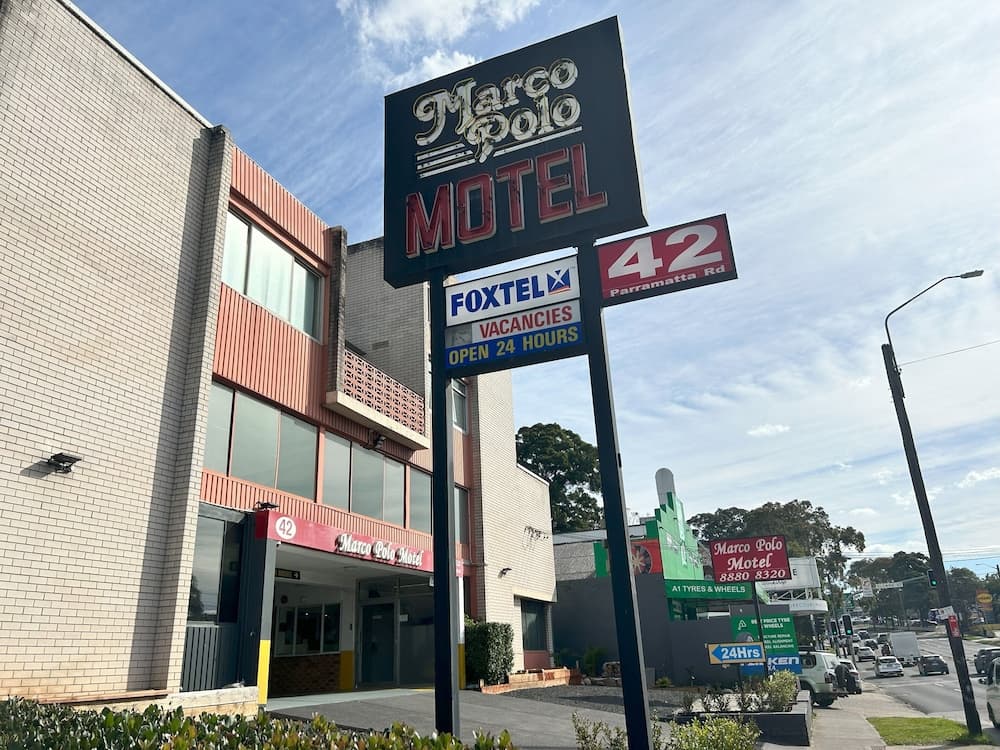 Marco
Polo
MOTEL
42
Parramatta Rd
FOXTEL
VACANCIES
OPEN 24 HOURS
42
Marco Polo Motel
Marco Polo
Motel
8880 8320
A1 TYRES & WHEELS
24Hrs